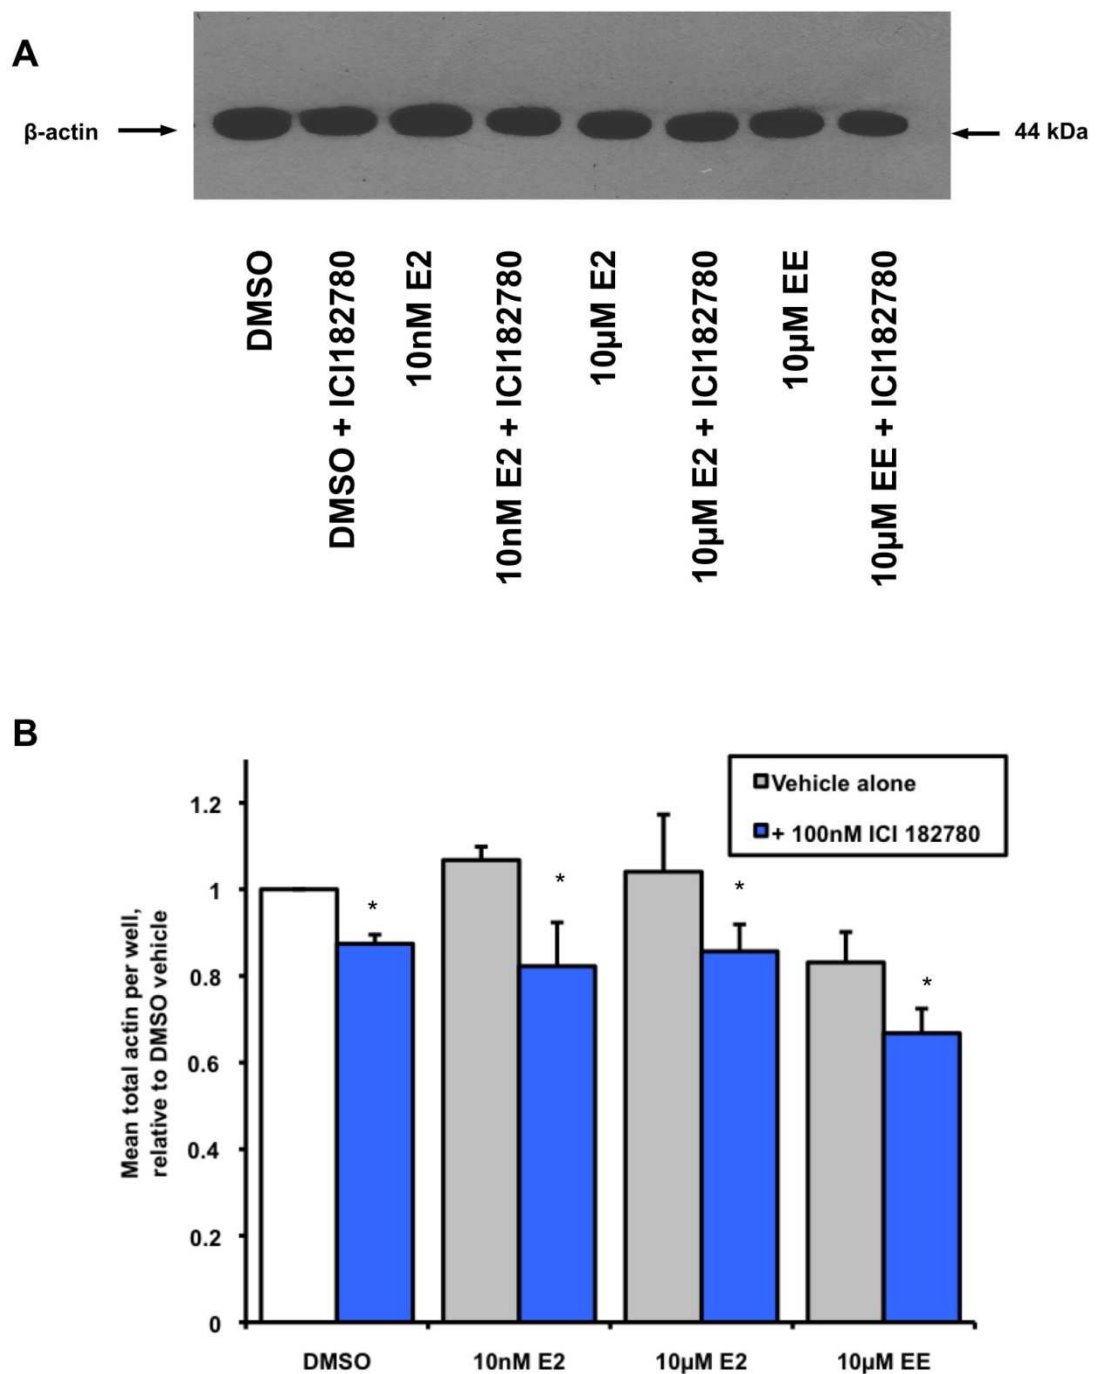 A
β-actin
44 kDa
DMSO
DMSO + ICI182780
10nM E2
10nM E2 + ICI182780
10µM E2
10µM E2 + ICI182780
10µM EE
10µM EE + ICI182780
B
Vehicle alone
+ 100nM ICI 182780
Mean total actin per well,
relative to DMSO vehicle
1.2
1
0.8
0.6
0.4
0.2
0
*
*
*
*
DMSO
10nM E2
10µM E2
10µM EE